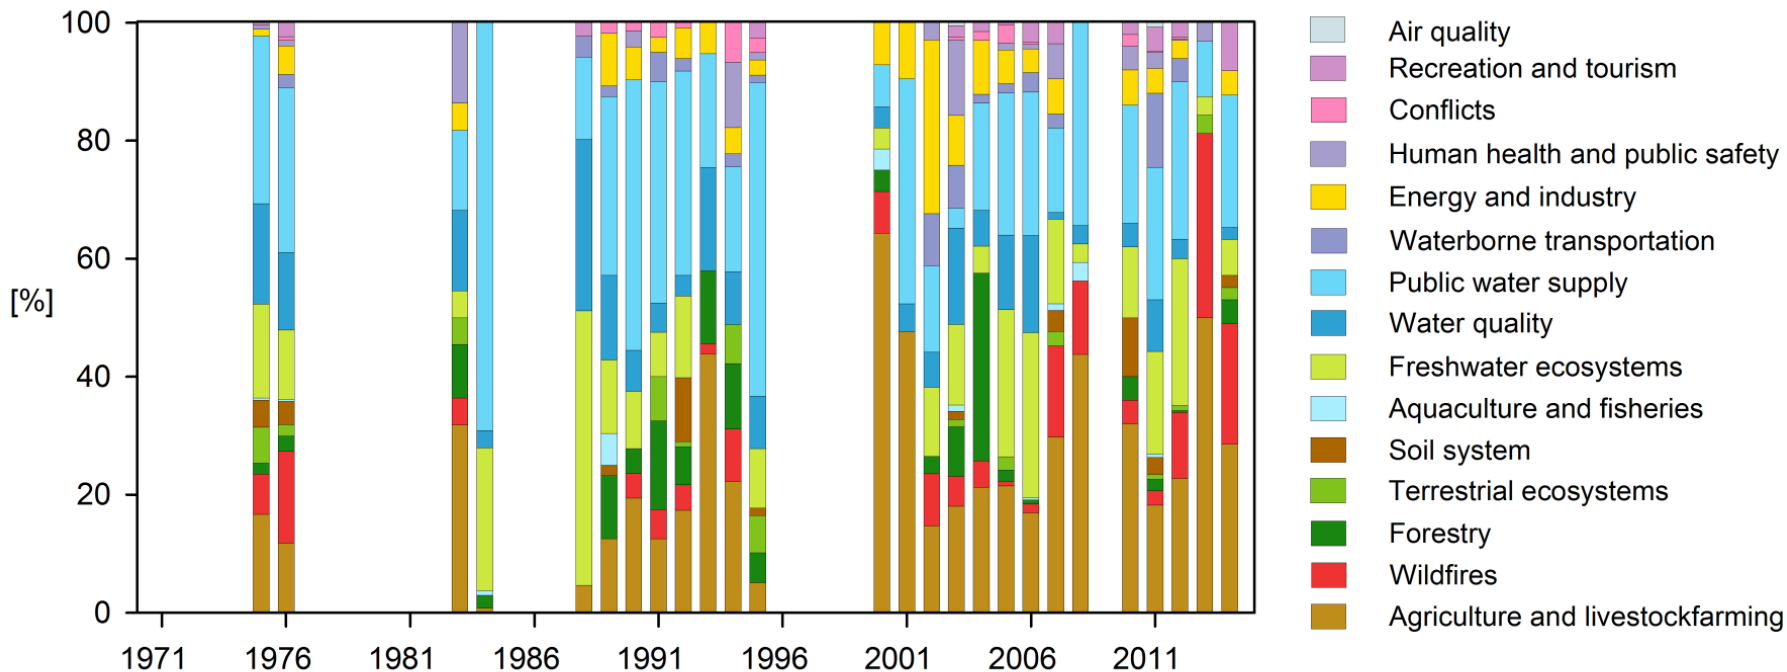 100
80
60
[%]
40
20
0
1971 1976 1981 1986 1991 1996 2001 2006 2011
Air quality
Recreation and tourism
Conflicts
Human health and public safety
Energy and industry
Waterborne transportation
Public water supply
Water quality
Freshwater ecosystems
Aquaculture and fisheries
Soil system
Terrestrial ecosystems
Forestry
Wildfires
Agriculture and livestockfarming